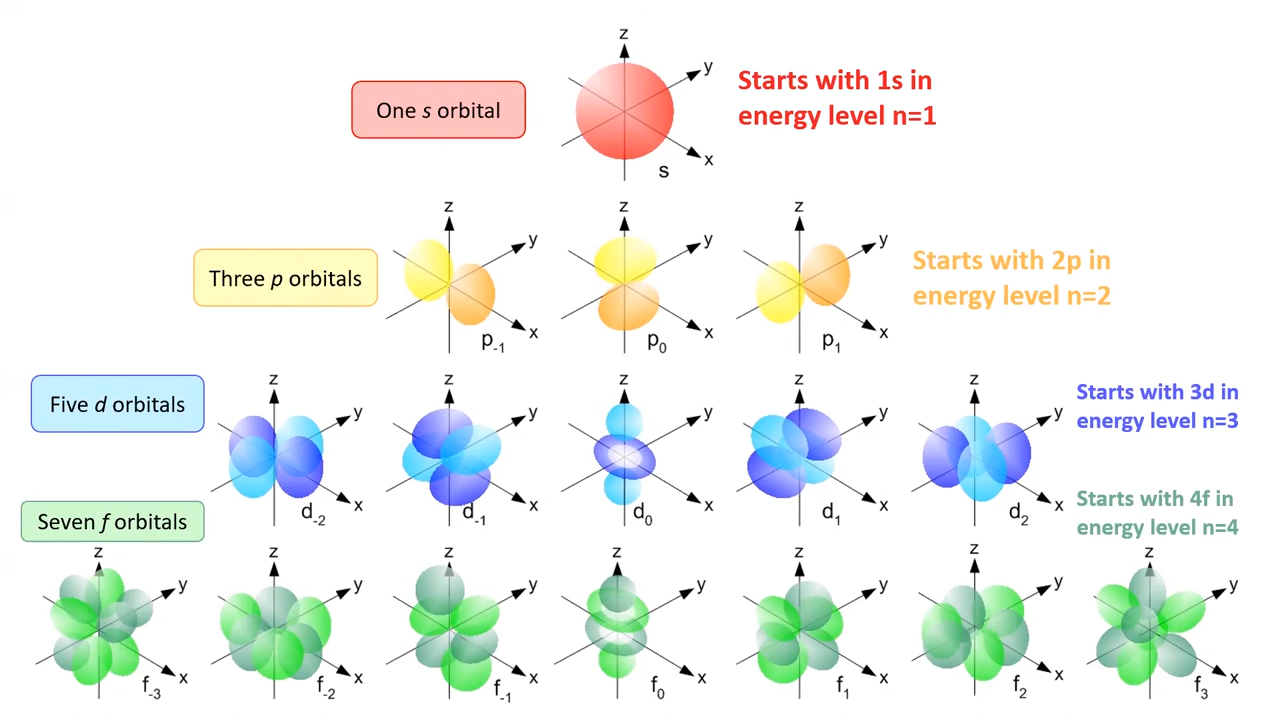 z
y
One s orbital
Starts with 1s in
energy level n=1
x
s
z
z
z
y
y
y
Three p orbitals
Starts with 2p in
energy level n=2
x
x
x
p-1
p0
p1
z
z
z
z
z
y
y
y
y
y
Five d orbitals
Starts with 3d in
energy level n=3
x
x
x
x
x
d-2
d-1
d0
d1
d2
Seven f orbitals
Starts with 4f in
energy level n=4
z
z
z
z
z
z
z
y
y
y
y
y
y
y
x
x
x
x
x
x
x
f-3
f-2
f-1
f0
f1
f2
f3